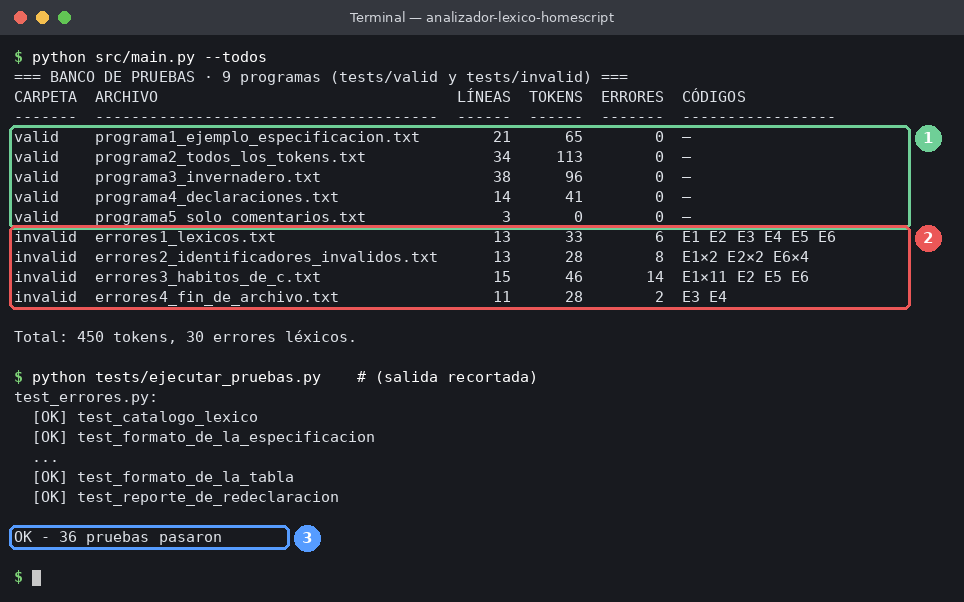 Terminal — analizador-lexico-homescript
$ python src/main.py --todos
=== BANCO DE PRUEBAS · 9 programas (tests/valid y tests/invalid) ===
CARPETA  ARCHIVO                                 LÍNEAS  TOKENS  ERRORES  CÓDIGOS
-------  --------------------------------------  ------  ------  -------  -----------------
valid    programa1_ejemplo_especificacion.txt        21      65        0  —
1
valid    programa2_todos_los_tokens.txt              34     113        0  —
valid    programa3_invernadero.txt                   38      96        0  —
valid    programa4_declaraciones.txt                 14      41        0  —
valid    programa5_solo_comentarios.txt               3       0        0  —
invalid  errores1_lexicos.txt                        13      33        6  E1 E2 E3 E4 E5 E6
2
invalid  errores2_identificadores_invalidos.txt      13      28        8  E1×2 E2×2 E6×4
invalid  errores3_habitos_de_c.txt                   15      46       14  E1×11 E2 E5 E6
invalid  errores4_fin_de_archivo.txt                 11      28        2  E3 E4
Total: 450 tokens, 30 errores léxicos.
$ python tests/ejecutar_pruebas.py    # (salida recortada)
test_errores.py:
  [OK] test_catalogo_lexico
  [OK] test_formato_de_la_especificacion
  ...
  [OK] test_formato_de_la_tabla
  [OK] test_reporte_de_redeclaracion
OK - 36 pruebas pasaron
3
$